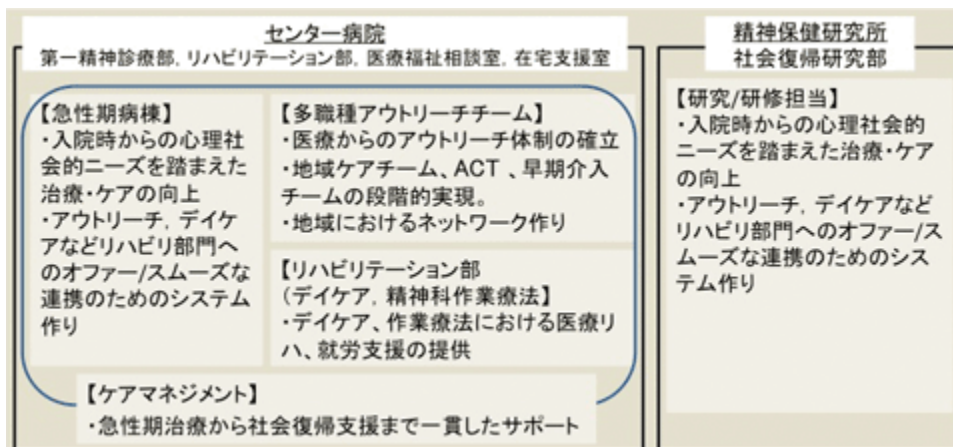 センター病院
第一精神診療部, リハビリテーション部, 医療福祉相談室, 在宅支援室
【急性期病棟】
・入院時からの心理社
会的ニーズを踏まえた
治療・ケアの向上
・アウトリーチ, デイケ
アなどリハビリ部門へ
のオファー/スムーズな
連携のためのシステム
作り
【多職種アウトリーチチーム】
・医療からのアウトリーチ体制の確立
・地域ケアチーム、ACT 、早期介入
チームの段階的実現。
・地域におけるネットワーク作り
【リハビリテーション部
(デイケア, 精神科作業療法】
・デイケア、作業療法における医療リ
ハ、就労支援の提供
【ケアマネジメント】
・急性期治療から社会復帰支援まで一貫したサポート
精神保健研究所
社会復帰研究部
【研究/研修担当】
・入院時からの心理社会的
ニーズを踏まえた治療・ケア
の向上
・アウトリーチ, デイケアなど
リハビリ部門へのオファー/ス
ムーズな連携のためのシス
テム作り